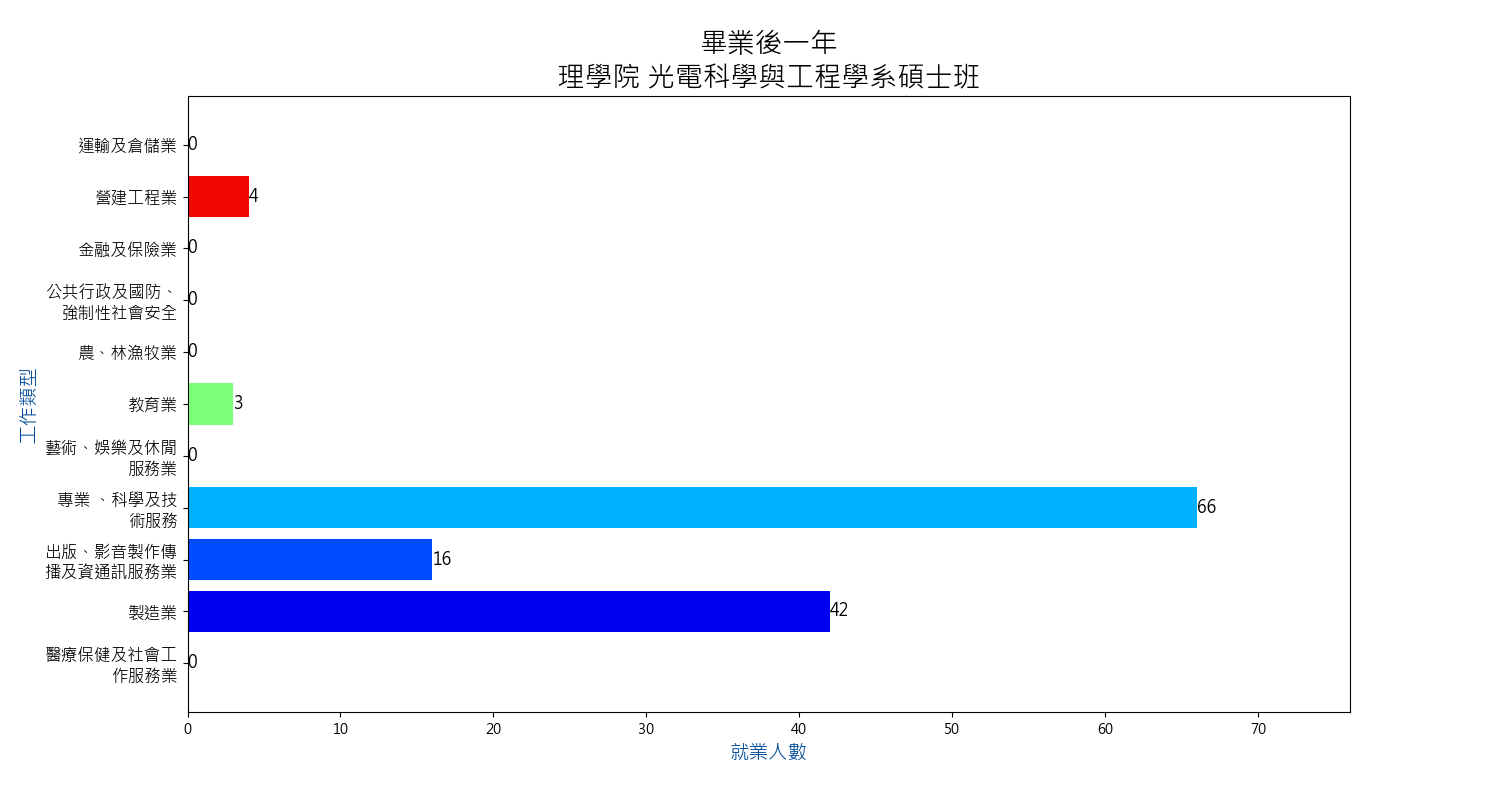 畢業後一年
理學院 光電科學與工程學系碩士班
運輸及倉儲業
0
營建工程業
4
金融及保險業
0
公共行政及國防、
強制性社會安全
0
農、林漁牧業
0
教育業
3
藝術、娛樂及休閒
服務業
0
專業 、科學及技
術服務
66
出版、影音製作傳
播及資通訊服務業
16
製造業
42
醫療保健及社會工
作服務業
0
工作類型
0 10 20 30 40 50 60 70
就業人數